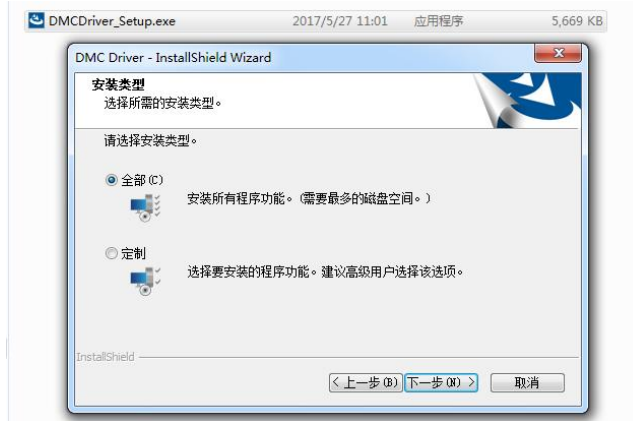 DMCDriver_Setup.exe 2017/5/27 11:01 应用程序 5,669 KB
DMC Driver - InstallShield Wizard
安装类型
选择所需的安装类型。
请选择安装类型。
全部(C)
安装所有程序功能。(需要最多的磁盘空间。)
定制
选择要安装的程序功能。建议高级用户选择该选项。
InstallShield
< 上一步(B) 下一步(N) > 取消